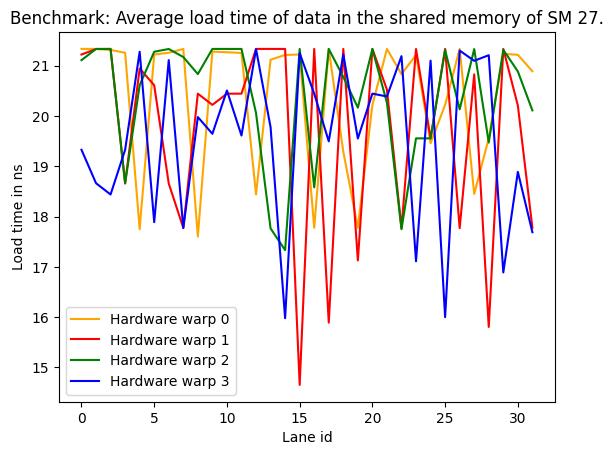 Benchmark: Average load time of data in the shared memory of SM 27.
Load time in ns
21
20
19
18
17
16
15
Hardware warp 0
Hardware warp 1
Hardware warp 2
Hardware warp 3
0 5 10 15 20 25 30
Lane id